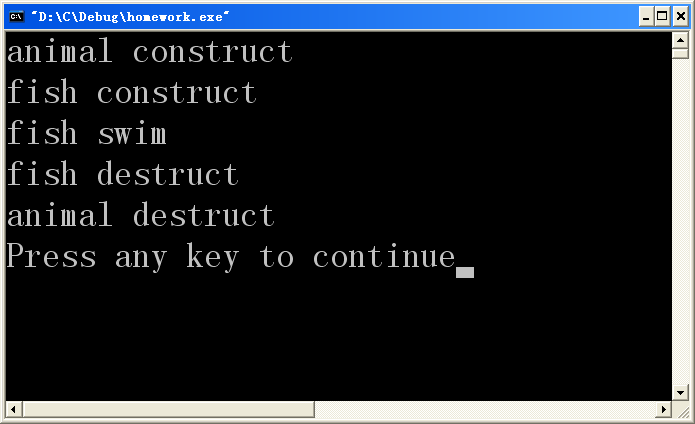 "D:\C\Debug\homework.exe"
animal construct
fish construct
fish swim
fish destruct
animal destruct
Press any key to continue